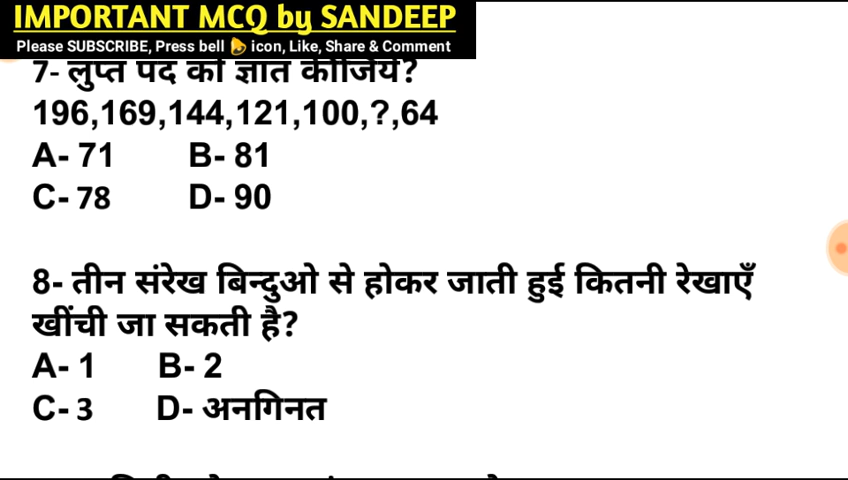 IMPORTANT MCQ by SANDEEP
Please SUBSCRIBE, Press bell icon, Like, Share & Comment
7- लुप्त पद को ज्ञात कीजिये?
196,169,144,121,100,?,64
A- 71 B- 81
C- 78 D- 90
8- तीन संरेख बिन्दुओ से होकर जाती हुई कितनी रेखाएँ
खींची जा सकती है?
A- 1 B- 2
C- 3 D- अनगिनत